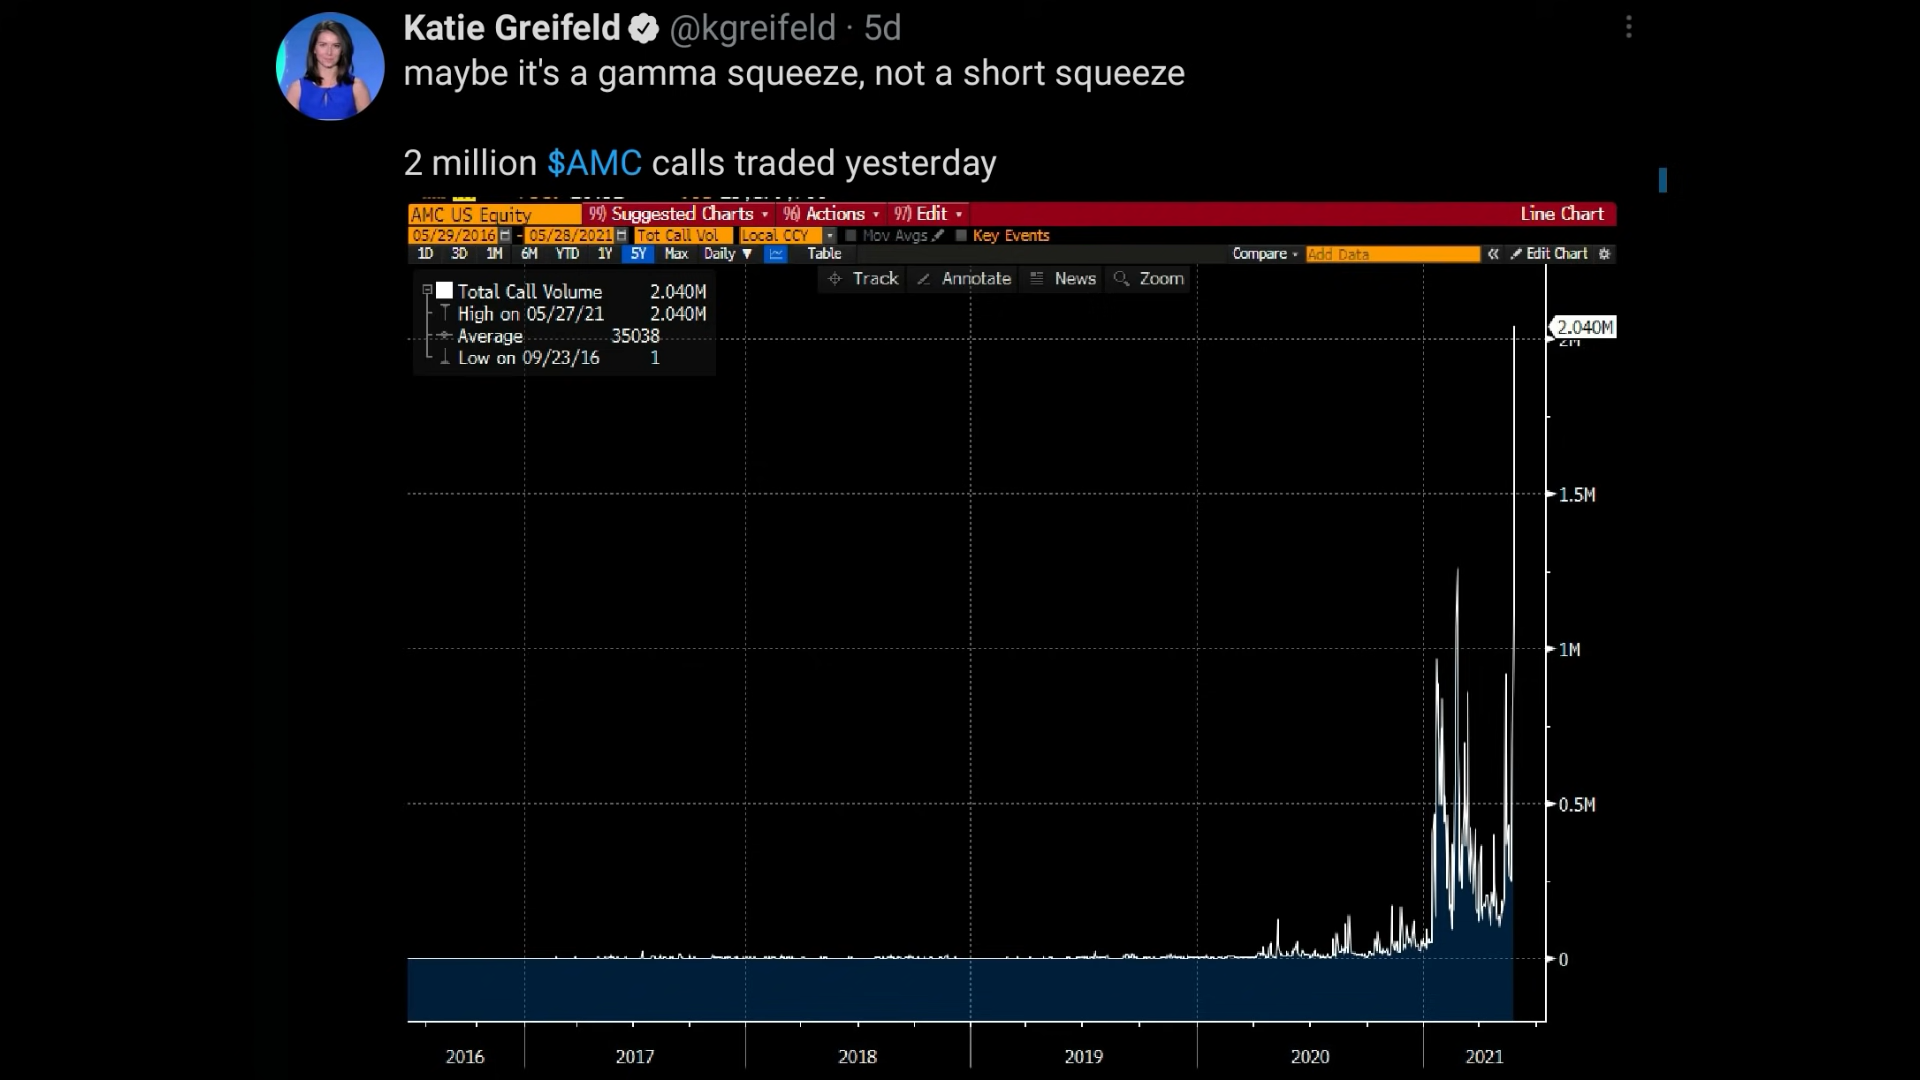 Katie Greifeld @kgreifeld · 5d
maybe it's a gamma squeeze, not a short squeeze
2 million $AMC calls traded yesterday
AMC US Equity 99) Suggested Charts 96) Actions 97) Edit Line Chart
05/29/2016 - 05/28/2021 Tot Call Vol Local CCY Mov Avgs Key Events
1D 3D 1M 6M YTD 1Y 5Y Max Daily ▼ Table Compare Add Data « Edit Chart
Track Annotate News Zoom
Total Call Volume 2.040M
High on 05/27/21 2.040M
Average 35038
Low on 09/23/16 1
2.040M
2M
1.5M
1M
0.5M
0
2016 2017 2018 2019 2020 2021